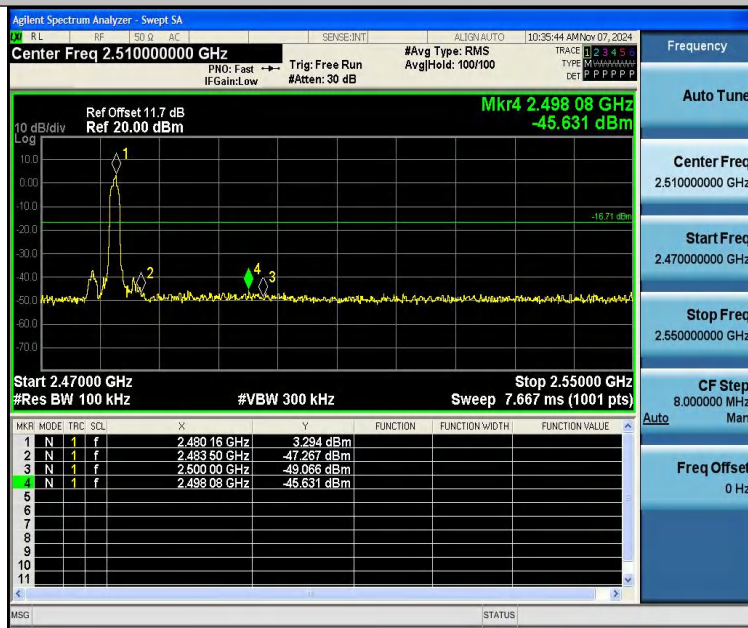 Agilent Spectrum Analyzer - Swept SA
LXI RL RF 50 Ω AC SENSE:INT ALIGN AUTO 10:35:44 AM Nov 07, 2024
Center Freq 2.510000000 GHz
PNO: Fast
IFGain:Low
Trig: Free Run
#Atten: 30 dB
#Avg Type: RMS
Avg|Hold: 100/100
TRACE 1 2 3 4 5 6
TYPE M
DET P P P P P P
Ref Offset 11.7 dB
10 dB/div Ref 20.00 dBm
Log
Mkr4 2.498 08 GHz
-45.631 dBm
1
10.0
0.00
-10.0
-16.71 dBm
-20.0
-30.0
-40.0
2 4 3
-50.0
-60.0
-70.0
Start 2.47000 GHz Stop 2.55000 GHz
#Res BW 100 kHz #VBW 300 kHz Sweep 7.667 ms (1001 pts)
MKR MODE TRC SCL X Y FUNCTION FUNCTION WIDTH FUNCTION VALUE
1 N 1 f 2.480 16 GHz 3.294 dBm
2 N 1 f 2.483 50 GHz -47.267 dBm
3 N 1 f 2.500 00 GHz -49.066 dBm
4 N 1 f 2.498 08 GHz -45.631 dBm
5
6
7
8
9
10
11
MSG STATUS
Frequency
Auto Tune
Center Freq
2.510000000 GHz
Start Freq
2.470000000 GHz
Stop Freq
2.550000000 GHz
CF Step
8.000000 MHz
Auto Man
Freq Offset
0 Hz